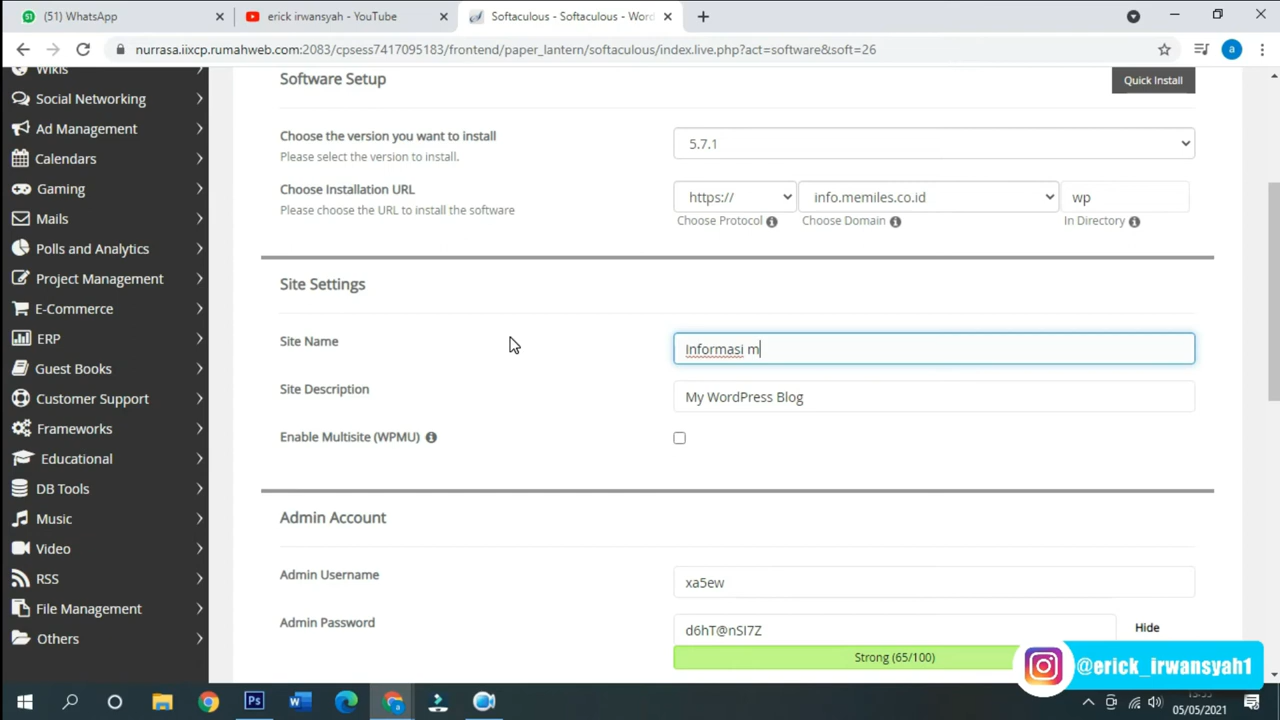 (51) WhatsApp
erick irwansyah - YouTube
Softaculous - Softaculous - Word
nurrasa.iixcp.rumahweb.com:2083/cpsess7417095183/frontend/paper_lantern/softaculous/index.live.php?act=software&soft=26
a
Wikis
Social Networking
Ad Management
Calendars
Gaming
Mails
Polls and Analytics
Project Management
E-Commerce
ERP
Guest Books
Customer Support
Frameworks
Educational
DB Tools
Music
Video
RSS
File Management
Others
Software Setup
Quick Install
Choose the version you want to install
Please select the version to install.
5.7.1
Choose Installation URL
Please choose the URL to install the software
https://
info.memiles.co.id
wp
Choose Protocol
Choose Domain
In Directory
Site Settings
Site Name
Informasi m
Site Description
My WordPress Blog
Enable Multisite (WPMU)
Admin Account
Admin Username
xa5ew
Admin Password
d6hT@nSI7Z
Hide
Strong (65/100)
@erick_irwansyah1
05/05/2021